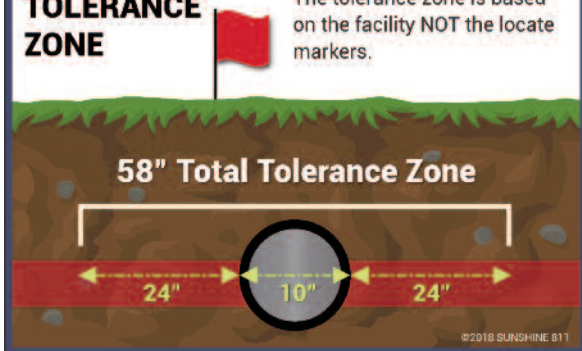 TOLERANCE
ZONE
The tolerance zone is based
on the facility NOT the locate
markers.
58" Total Tolerance Zone
24"
10"
24"
©2018 SUNSHINE 811